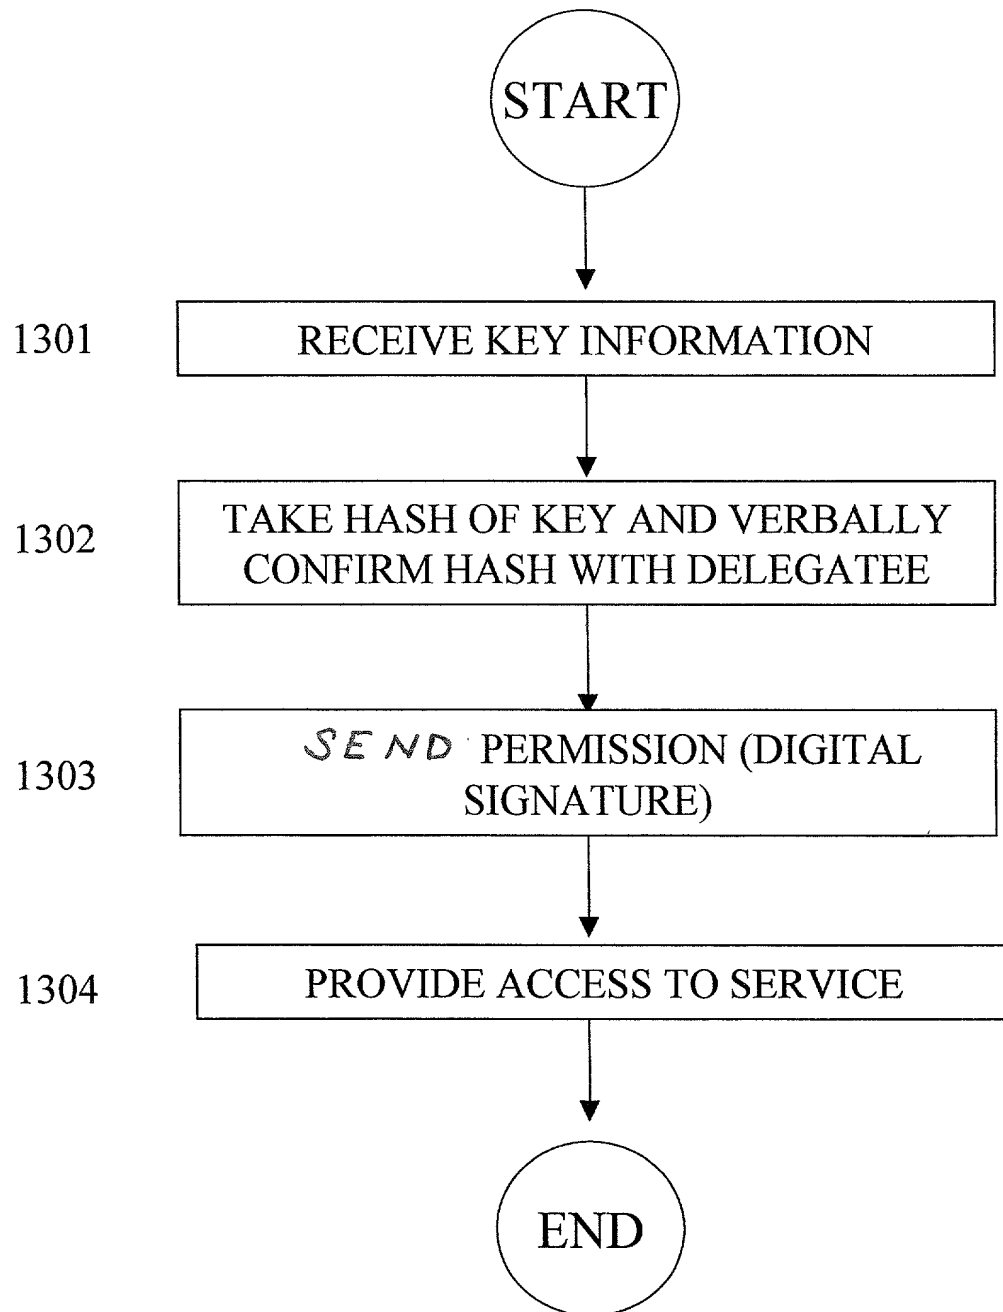 START
1301
RECEIVE KEY INFORMATION
1302
TAKE HASH OF KEY AND VERBALLY
CONFIRM HASH WITH DELEGATEE
1303
SEND PERMISSION (DIGITAL
SIGNATURE)
1304
PROVIDE ACCESS TO SERVICE
END